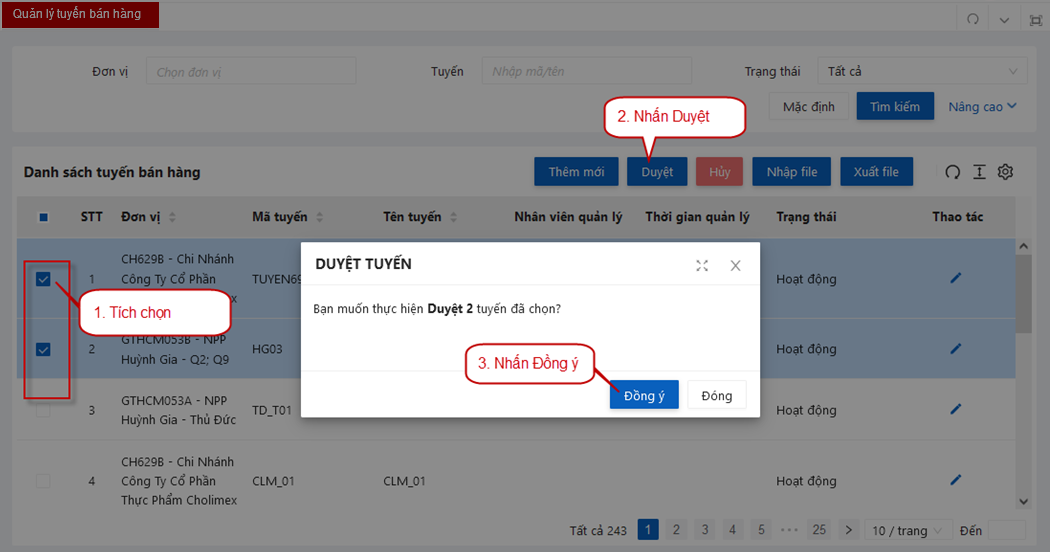 Quản lý tuyến bán hàng
Đơn vị
Chọn đơn vị
Tuyến
Nhập mã/tên
Trạng thái
Tất cả
Mặc định
Tìm kiếm
Nâng cao
2. Nhấn Duyệt
Danh sách tuyến bán hàng
Thêm mới
Duyệt
Hủy
Nhập file
Xuất file
STT
Đơn vị
Mã tuyến
Tên tuyến
Nhân viên quản lý
Thời gian quản lý
Trạng thái
Thao tác
1
CH629B - Chi Nhánh
Công Ty Cổ Phần
TUYEN69
Hoạt động
1. Tích chọn
2
GTHCM053B - NPP
Huỳnh Gia - Q2; Q9
HG03
Hoạt động
3
GTHCM053A - NPP
Huỳnh Gia - Thủ Đức
TD_T01
Hoạt động
4
CH629B - Chi Nhánh
Công Ty Cổ Phần
Thực Phẩm Cholimex
CLM_01
CLM_01
Hoạt động
DUYỆT TUYẾN
Bạn muốn thực hiện Duyệt 2 tuyến đã chọn?
3. Nhấn Đồng ý
Đồng ý
Đóng
Tất cả 243
1
2
3
4
5
•••
25
10 / trang
Đến